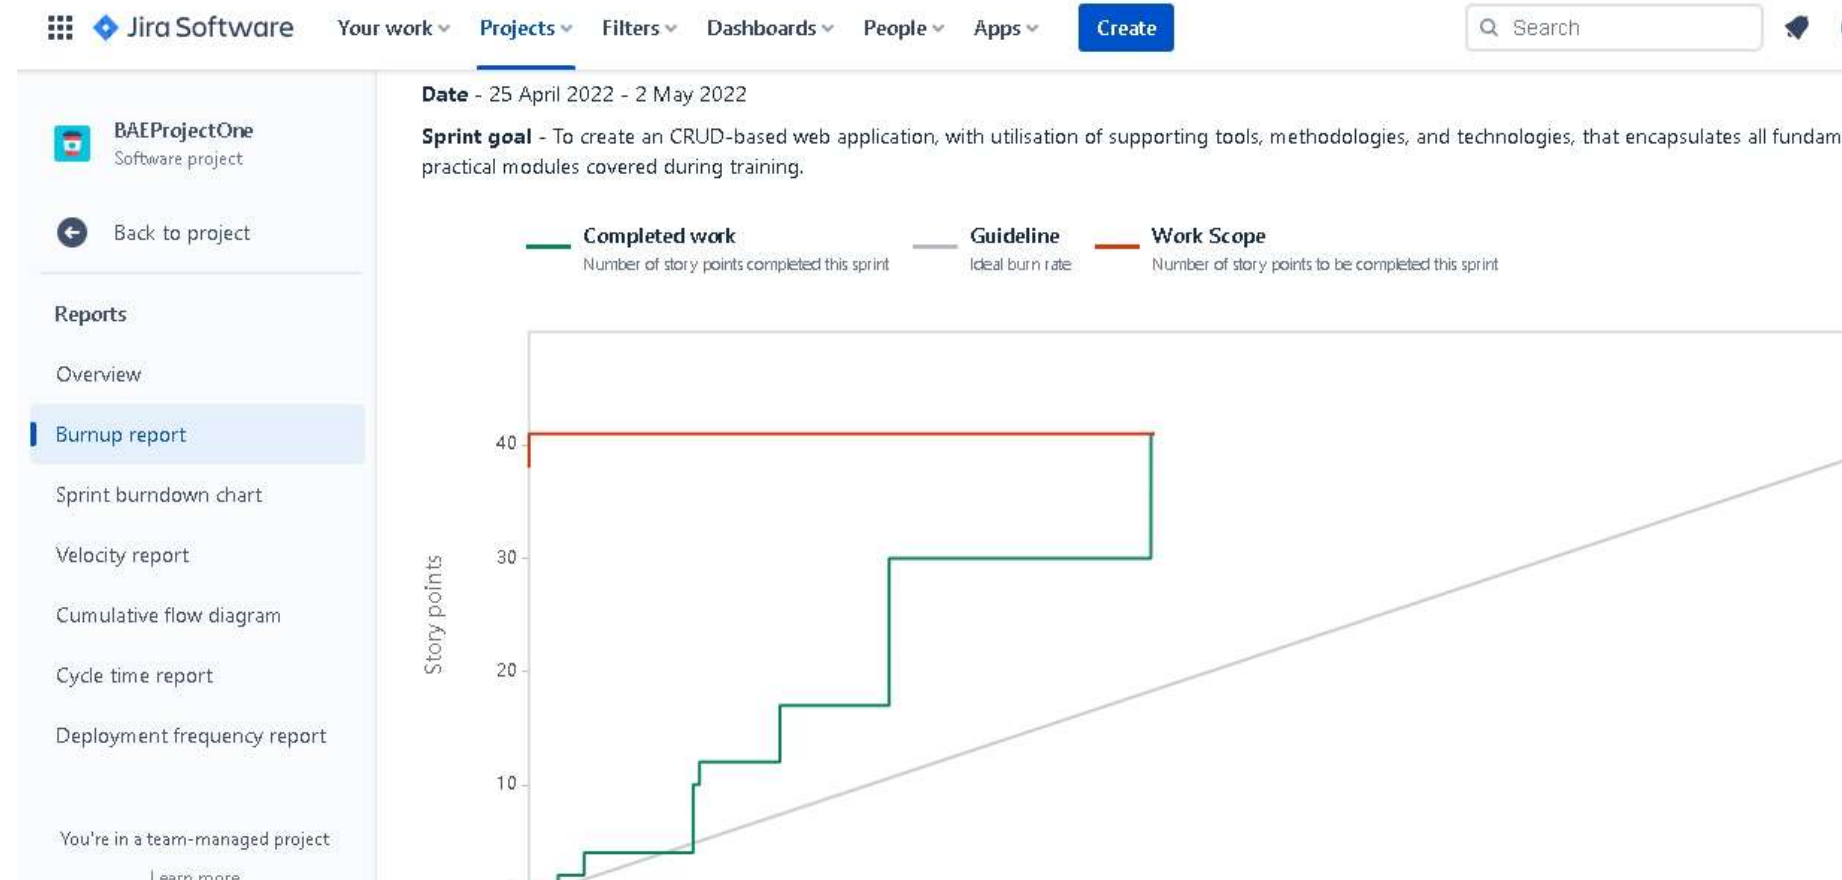 Jira Software Your work Projects Filters Dashboards People Apps Create Search
BAEProjectOne
Software project
Back to project
Reports
Overview
Burnup report
Sprint burndown chart
Velocity report
Cumulative flow diagram
Cycle time report
Deployment frequency report
You're in a team-managed project
Learn more
Date - 25 April 2022 - 2 May 2022
Sprint goal - To create an CRUD-based web application, with utilisation of supporting tools, methodologies, and technologies, that encapsulates all fundam
practical modules covered during training.
Completed work
Number of story points completed this sprint
Guideline
Ideal burn rate
Work Scope
Number of story points to be completed this sprint
Story points
40
30
20
10